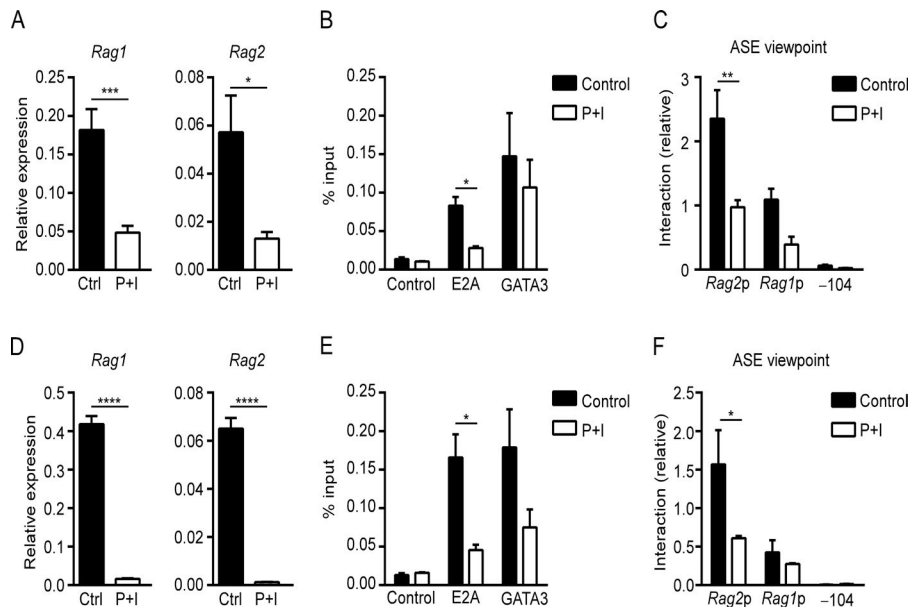 A
Rag1
Rag2
Relative expression
0.25
0.20
0.15
0.10
0.05
0.00
***
Ctrl P+I
0.08
0.06
0.04
0.02
0.00
*
Ctrl P+I
B
% input
0.25
0.20
0.15
0.10
0.05
0.00
*
Control E2A GATA3
Control
P+I
C
ASE viewpoint
Interaction (relative)
3
2
1
0
**
Rag2p Rag1p –104
Control
P+I
D
Rag1
Rag2
Relative expression
0.5
0.4
0.3
0.2
0.1
0.0
****
Ctrl P+I
0.08
0.06
0.04
0.02
0.00
****
Ctrl P+I
E
% input
0.25
0.20
0.15
0.10
0.05
0.00
*
Control E2A GATA3
Control
P+I
F
ASE viewpoint
Interaction (relative)
2.5
2.0
1.5
1.0
0.5
0.0
*
Rag2p Rag1p –104
Control
P+I